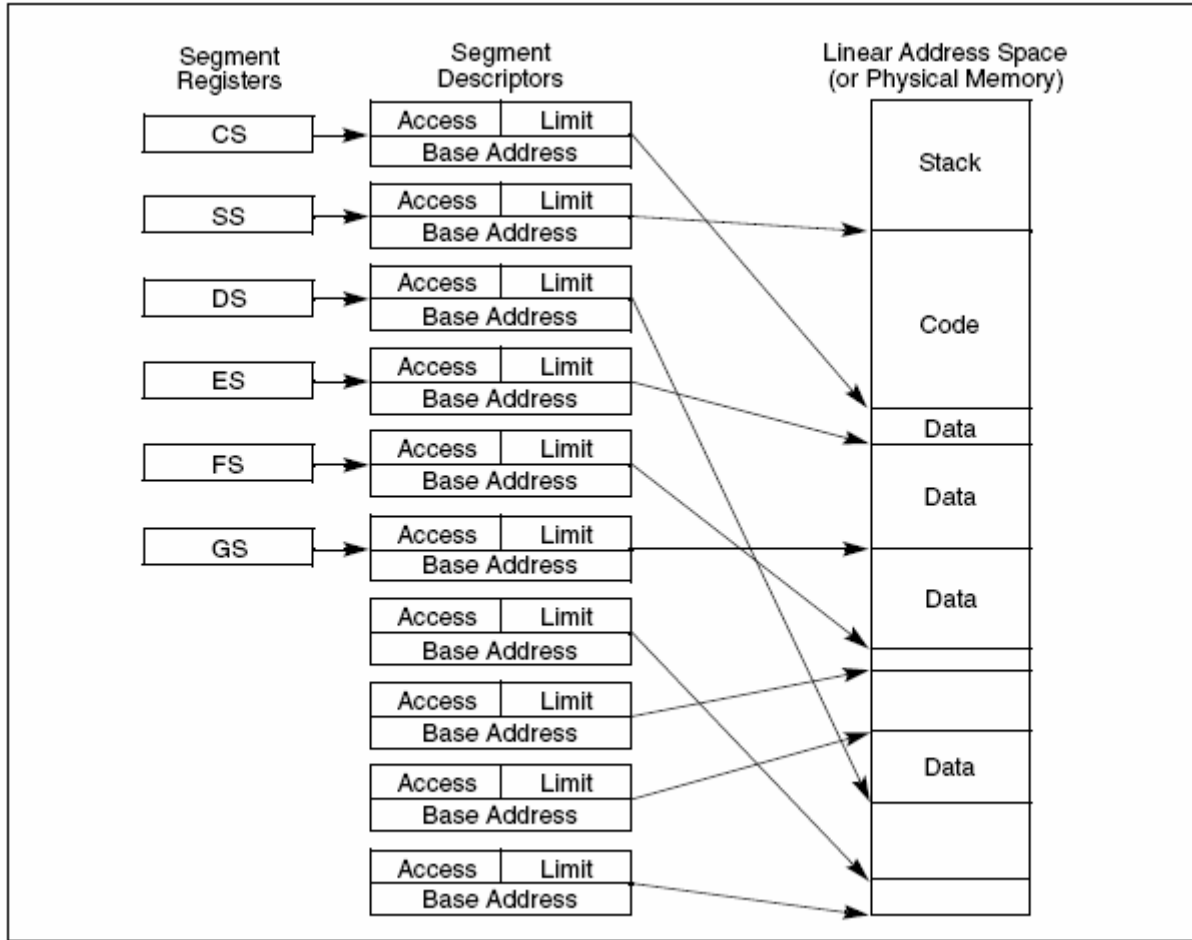 Segment
Registers
Segment
Descriptors
Linear Address Space
(or Physical Memory)
CS
Access Limit
Base Address
Stack
SS
Access Limit
Base Address
DS
Access Limit
Base Address
Code
ES
Access Limit
Base Address
Data
FS
Access Limit
Base Address
Data
GS
Access Limit
Base Address
Data
Access Limit
Base Address
Access Limit
Base Address
Access Limit
Base Address
Data
Access Limit
Base Address